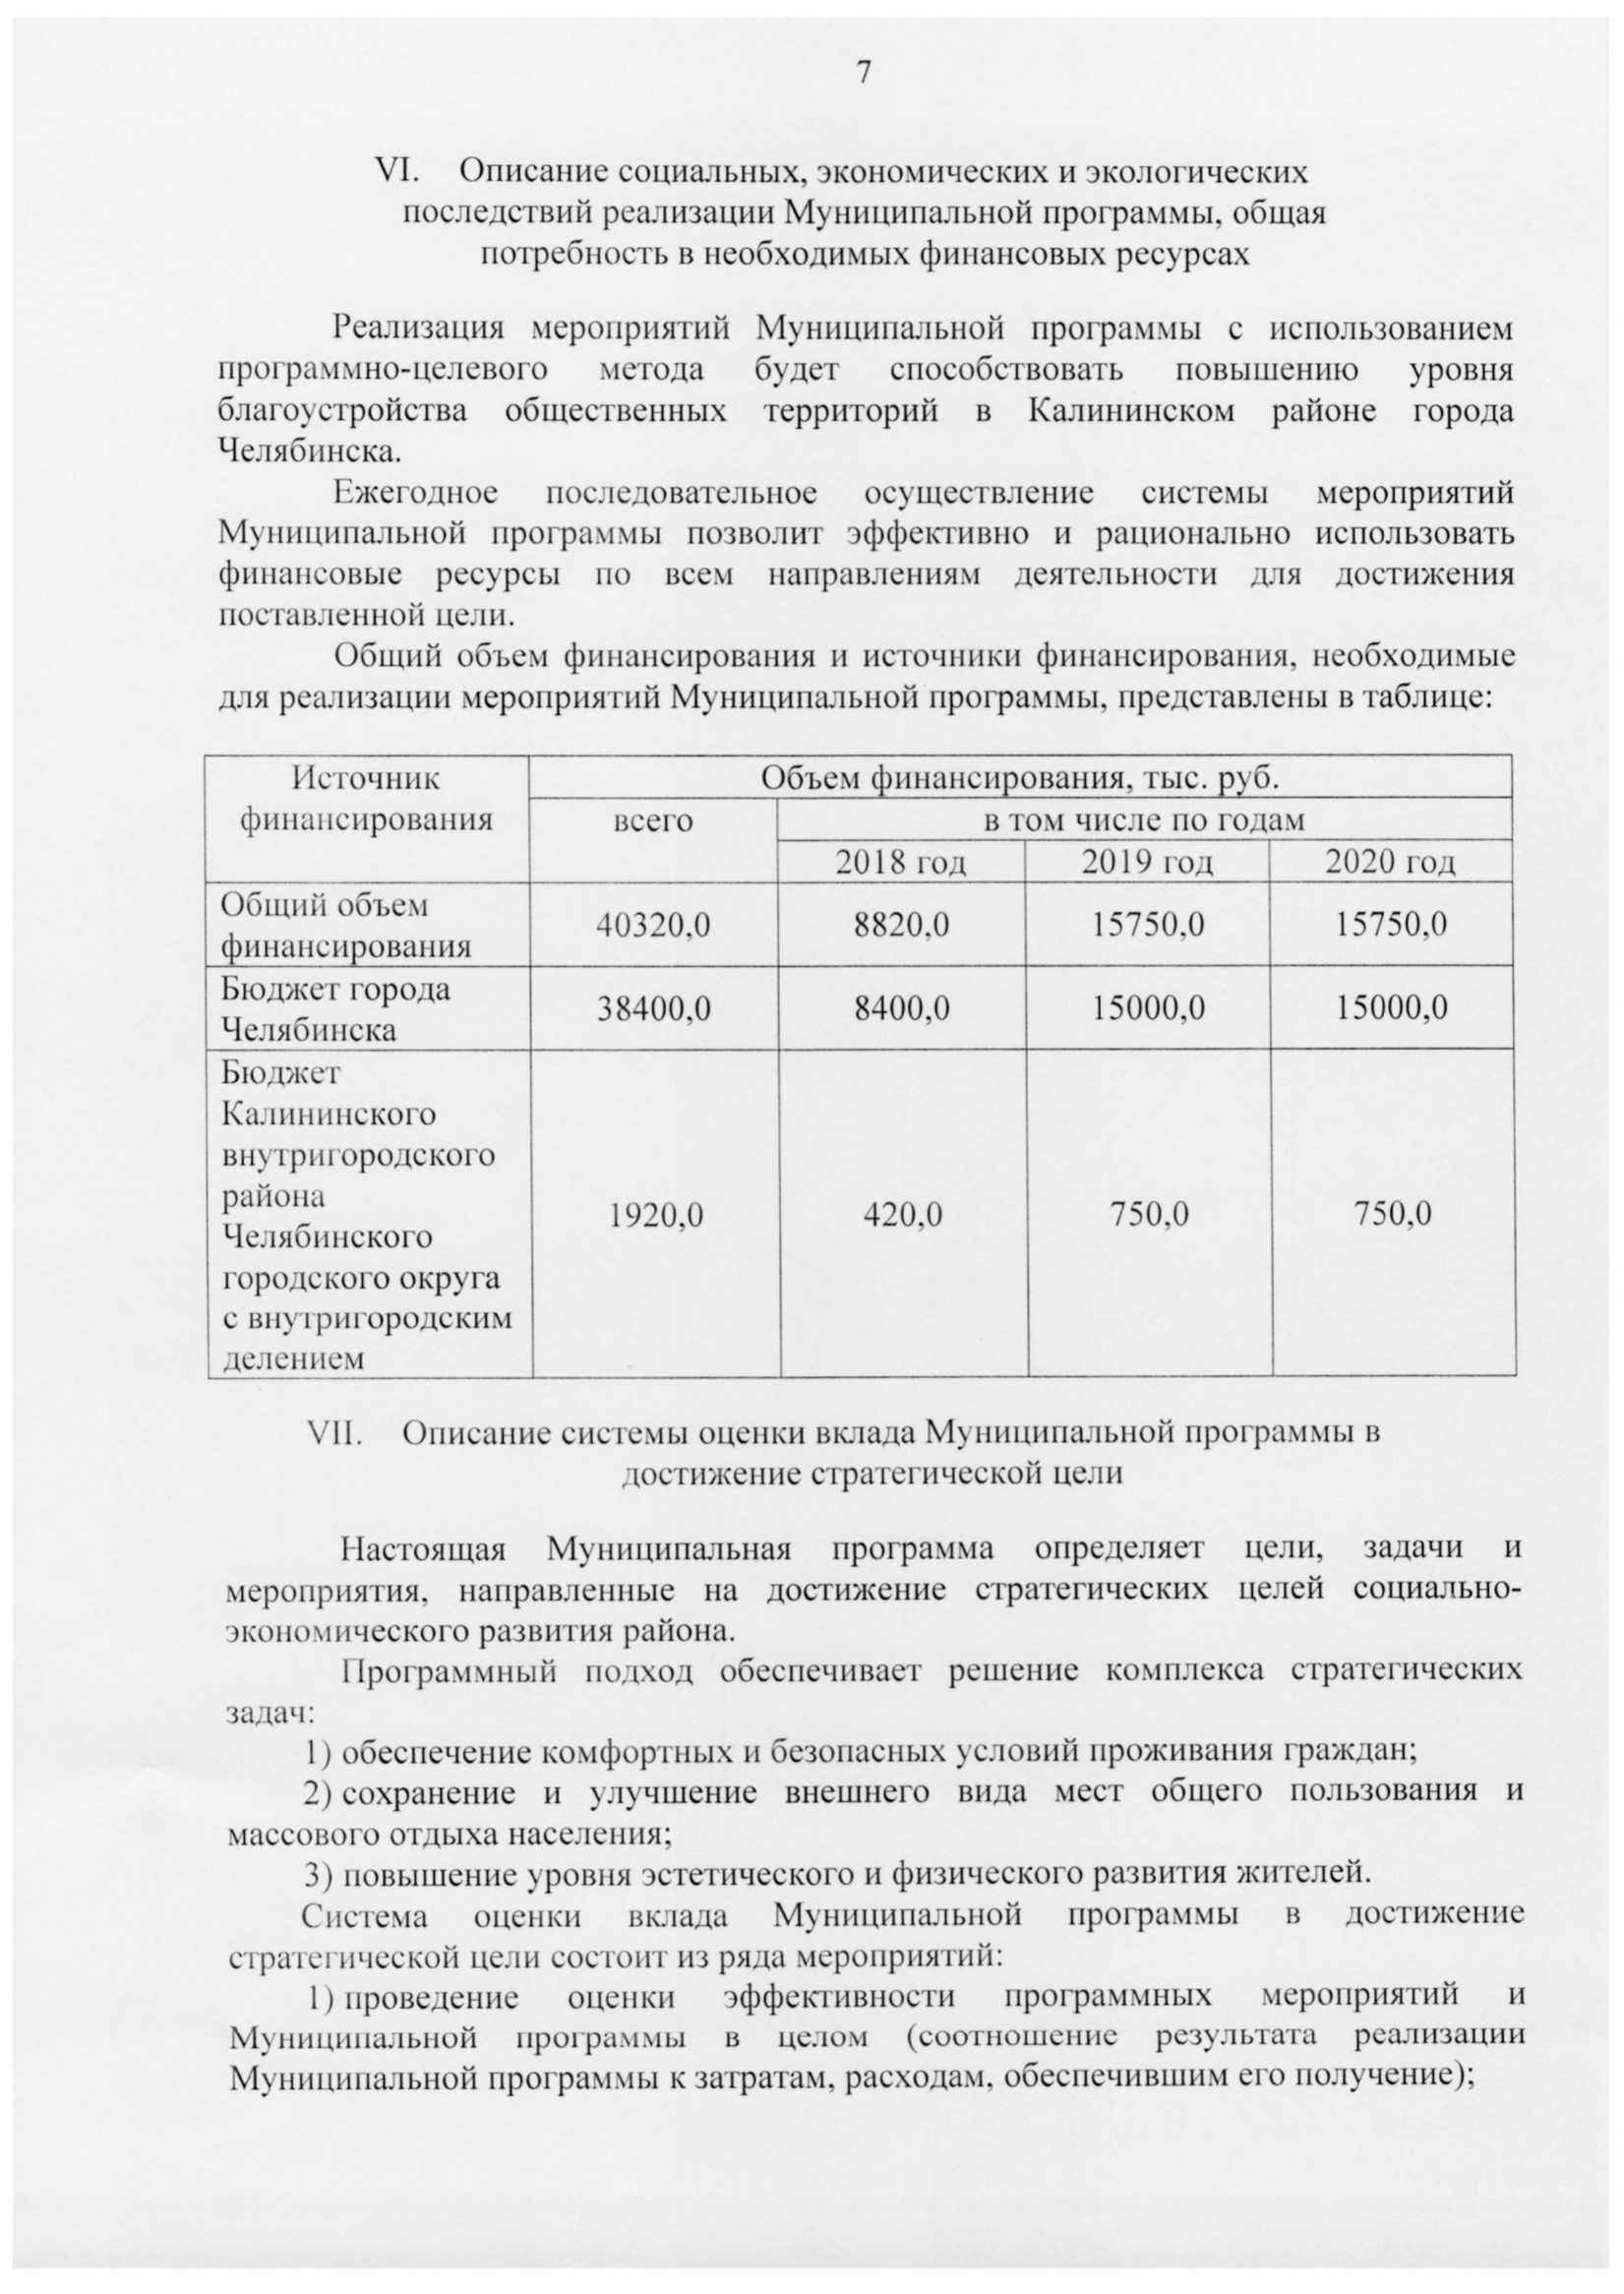 7
VI. Описание социальных, экономических и экологических
последствий реализации Муниципальной программы, общая
потребность в необходимых финансовых ресурсах
Реализация мероприятий Муниципальной программы с использованием
программно-целевого метода будет способствовать повышению уровня
благоустройства общественных территорий в Калининском районе города
Челябинска.
Ежегодное последовательное осуществление системы мероприятий
Муниципальной программы позволит эффективно и рационально использовать
финансовые ресурсы по всем направлениям деятельности для достижения
поставленной цели.
Общий объем финансирования и источники финансирования, необходимые
для реализации мероприятий Муниципальной программы, представлены в таблице:
Источник
финансирования
Объем финансирования, тыс. руб.
всего
в том числе по годам
2018 год
2019 год
2020 год
Общий объем
финансирования
40320,0
8820,0
15750,0
15750,0
Бюджет города
Челябинска
38400,0
8400,0
15000,0
15000,0
Бюджет
Калининского
внутригородского
района
Челябинского
городского округа
с внутригородским
делением
1920,0
420,0
750,0
750,0
VII. Описание системы оценки вклада Муниципальной программы в
достижение стратегической цели
Настоящая Муниципальная программа определяет цели, задачи и
мероприятия, направленные на достижение стратегических целей социально-
экономического развития района.
Программный подход обеспечивает решение комплекса стратегических
задач:
1) обеспечение комфортных и безопасных условий проживания граждан;
2) сохранение и улучшение внешнего вида мест общего пользования и
массового отдыха населения;
3) повышение уровня эстетического и физического развития жителей.
Система оценки вклада Муниципальной программы в достижение
стратегической цели состоит из ряда мероприятий:
1) проведение оценки эффективности программных мероприятий и
Муниципальной программы в целом (соотношение результата реализации
Муниципальной программы к затратам, расходам, обеспечившим его получение);